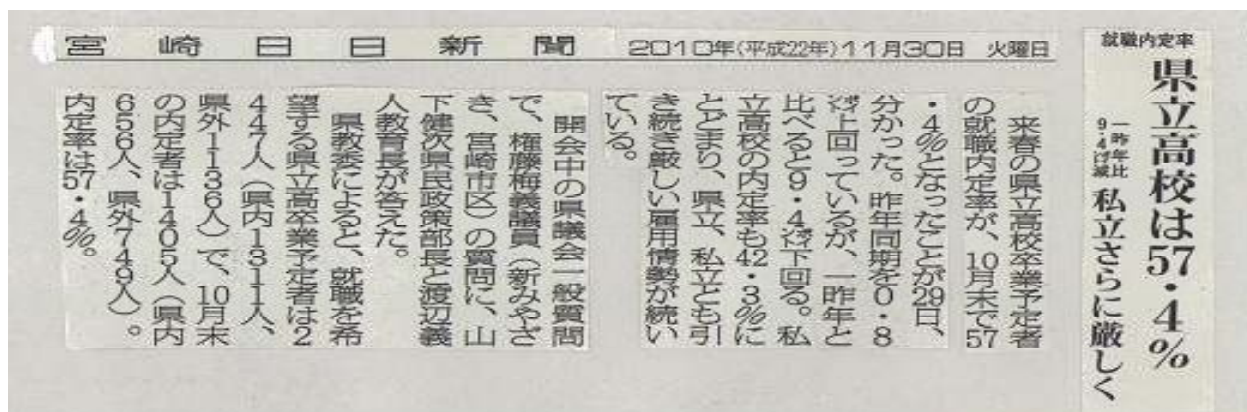 宮崎日日新聞 2010年(平成22年)11月30日 火曜日
就職内定率
県立高校は57・4%
一昨年比
9・4ポイント減
私立さらに厳しく
来春の県立高校卒業予定者
の就職内定率が、10月末で57
・4%となったことが29日、
分かった。昨年同期を0・8
ポイント上回っているが、一昨年と
比べると9・4ポイント下回る。私
立高校の内定率も42・3%に
とどまり、県立、私立とも引
き続き厳しい雇用情勢が続い
ている。
開会中の県議会一般質問
で、権藤梅義議員(新みやざ
き、宮崎市区)の質問に、山
下健次県民政策部長と渡辺義
人教育長が答えた。
県教委によると、就職を希
望する県立高卒業予定者は2
447人(県内1311人、
県外1136人)で、10月末
の内定者は1405人(県内
656人、県外749人)。
内定率は57・4%。